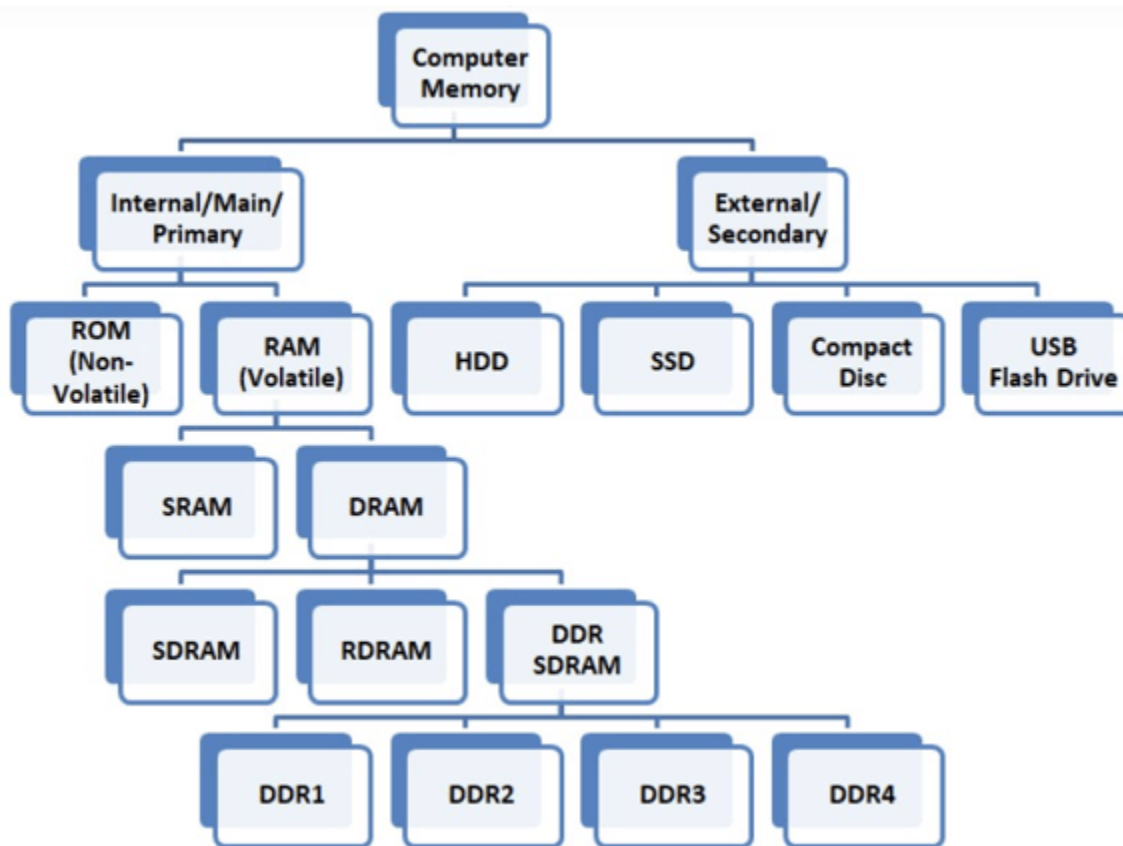 Computer
Memory
Internal/Main/
Primary
External/
Secondary
ROM
(Non-
Volatile)
RAM
(Volatile)
HDD
SSD
Compact
Disc
USB
Flash Drive
SRAM
DRAM
SDRAM
RDRAM
DDR
SDRAM
DDR1
DDR2
DDR3
DDR4